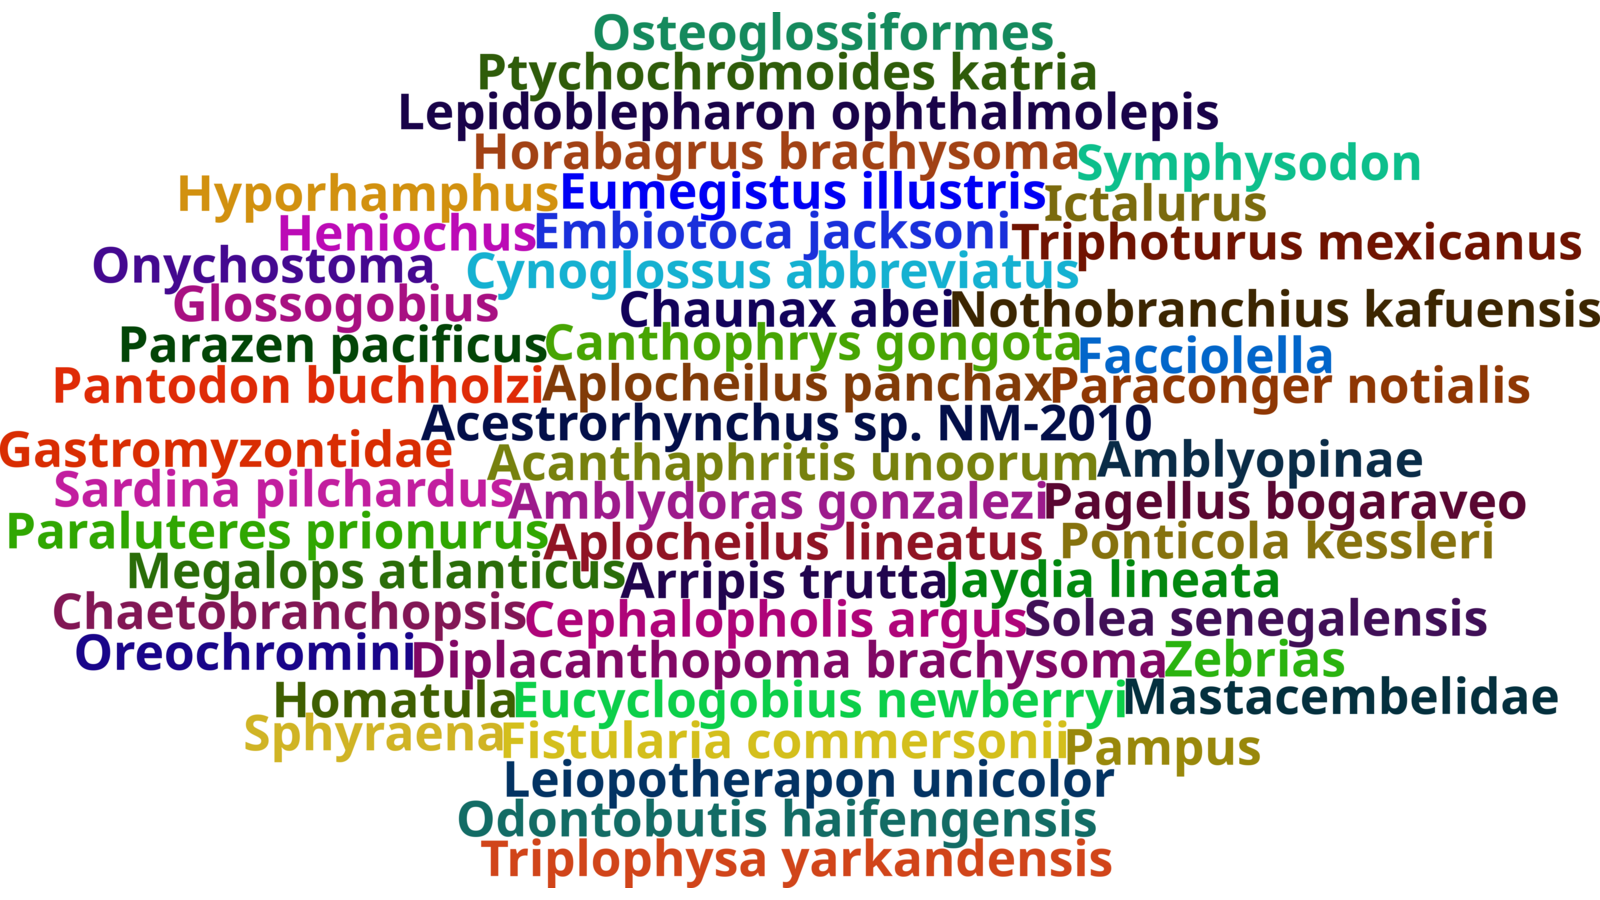 Osteoglossiformes
Ptychochromoides katria
Lepidoblepharon ophthalmolepis
Horabagrus brachysoma Symphysodon
Hyporhamphus Eumegistus illustris Ictalurus
Heniochus Embiotoca jacksoni Triphoturus mexicanus
Onychostoma Cynoglossus abbreviatus
Glossogobius Chaunax abei Nothobranchius kafuensis
Parazen pacificus Canthophrys gongota Facciolella
Pantodon buchholzi Aplocheilus panchax Paraconger notialis
Acestrorhynchus sp. NM-2010
Gastromyzontidae Acanthaphritis unoorum Amblyopinae
Sardina pilchardus Amblydoras gonzalezi Pagellus bogaraveo
Paraluteres prionurus Aplocheilus lineatus Ponticola kessleri
Megalops atlanticus Arripis trutta Jaydia lineata
Chaetobranchopsis Cephalopholis argus Solea senegalensis
Oreochromini Diplacanthopoma brachysoma Zebrias
Homatula Eucyclogobius newberryi Mastacembelidae
Sphyraena Fistularia commersonii Pampus
Leiopotherapon unicolor
Odontobutis haifengensis
Triplophysa yarkandensis